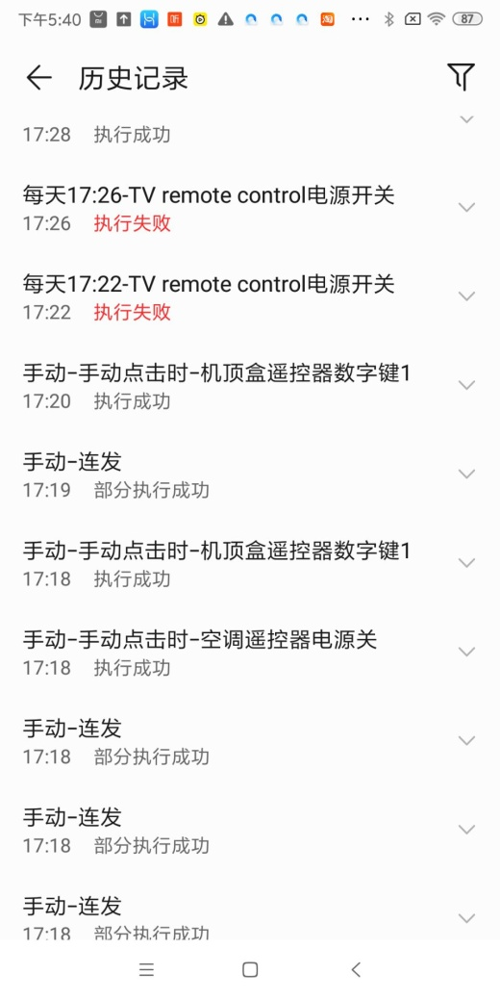 下午5:40
87
历史记录
17:28 执行成功
每天17:26-TV remote control电源开关
17:26 执行失败
每天17:22-TV remote control电源开关
17:22 执行失败
手动-手动点击时-机顶盒遥控器数字键1
17:20 执行成功
手动-连发
17:19 部分执行成功
手动-手动点击时-机顶盒遥控器数字键1
17:18 执行成功
手动-手动点击时-空调遥控器电源关
17:18 执行成功
手动-连发
17:18 部分执行成功
手动-连发
17:18 部分执行成功
手动-连发
17:18 部分执行成功